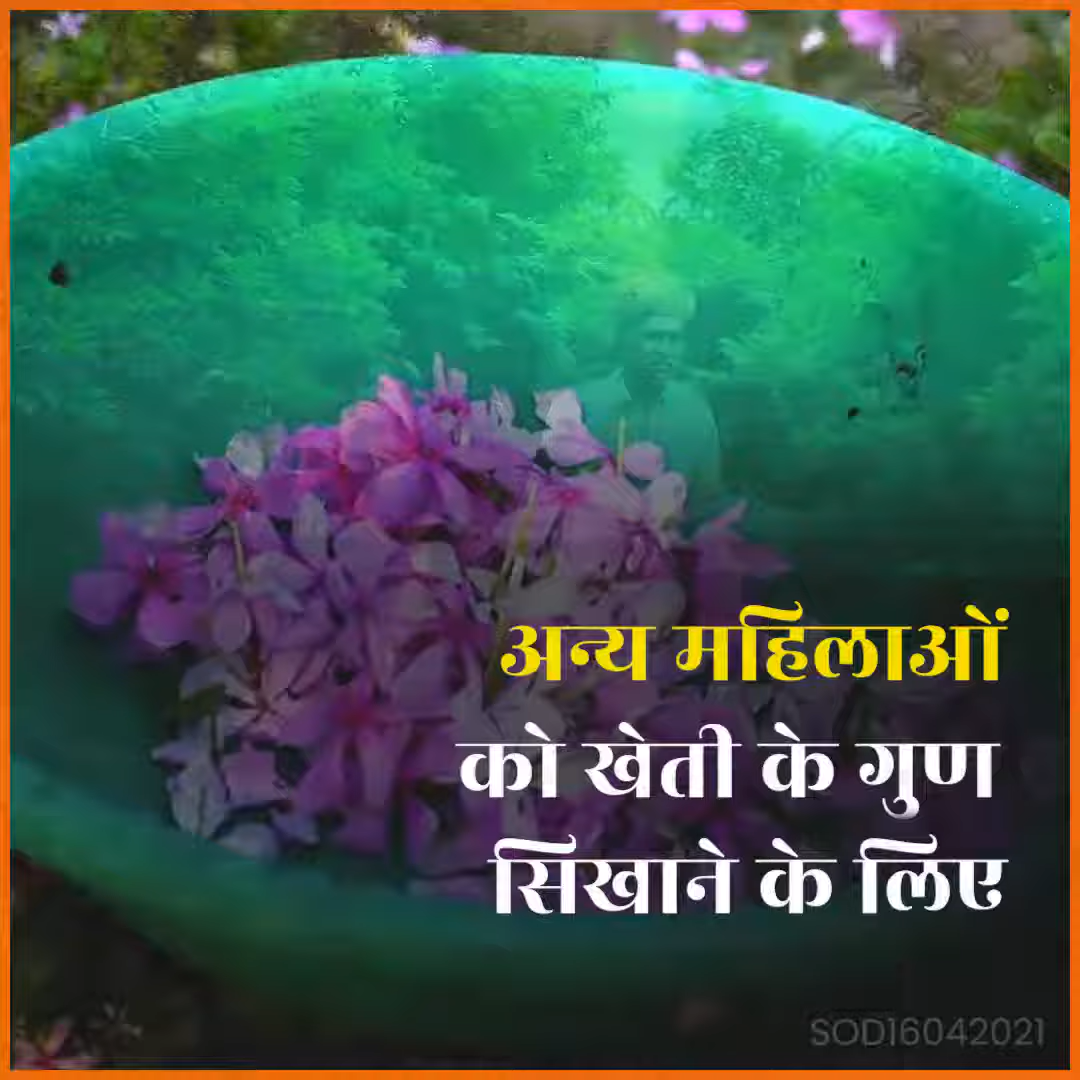 अन्य महिलाओं
को खेती के गुण
सिखाने के लिए
SOD16042021